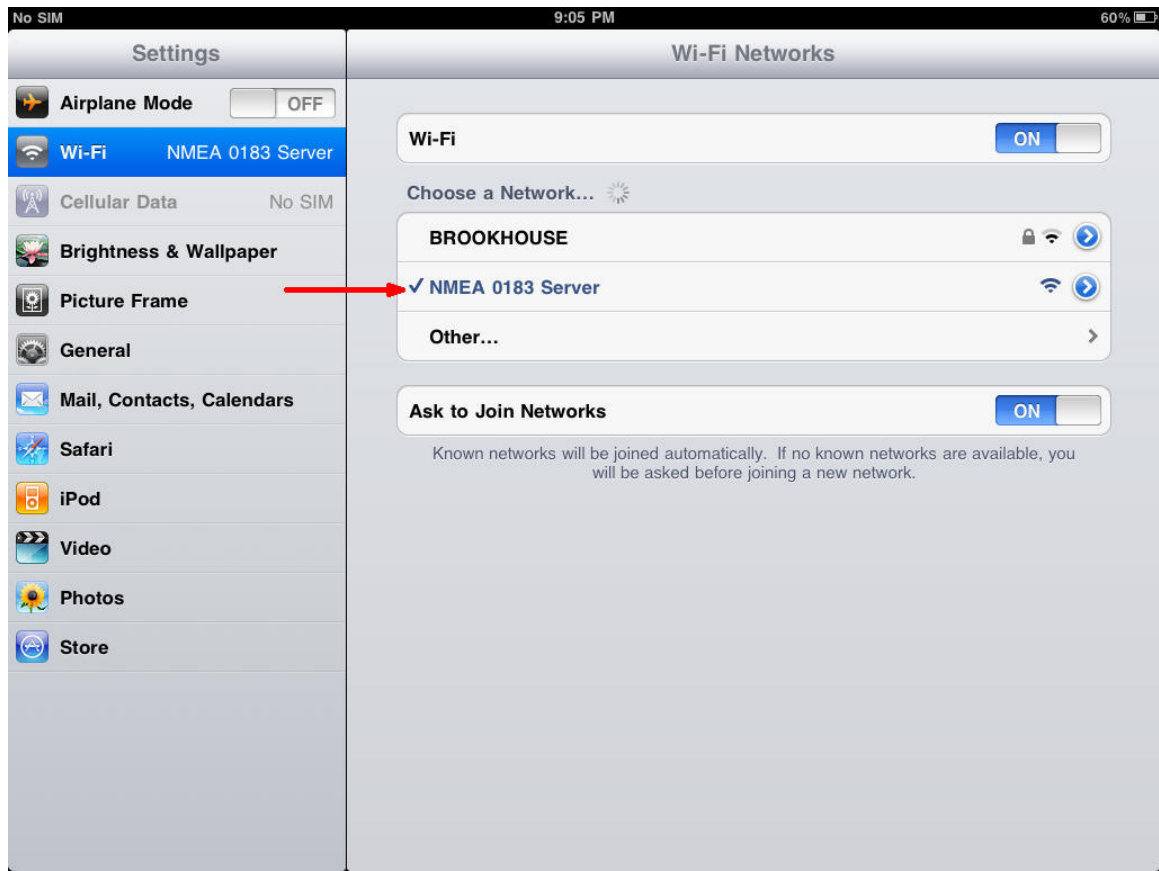 No SIM 9:05 PM 60%
Settings
Airplane Mode OFF
Wi-Fi NMEA 0183 Server
Cellular Data No SIM
Brightness & Wallpaper
Picture Frame
General
Mail, Contacts, Calendars
Safari
iPod
Video
Photos
Store
Wi-Fi Networks
Wi-Fi ON
Choose a Network...
BROOKHOUSE
✓ NMEA 0183 Server
Other...
Ask to Join Networks ON
Known networks will be joined automatically. If no known networks are available, you
will be asked before joining a new network.